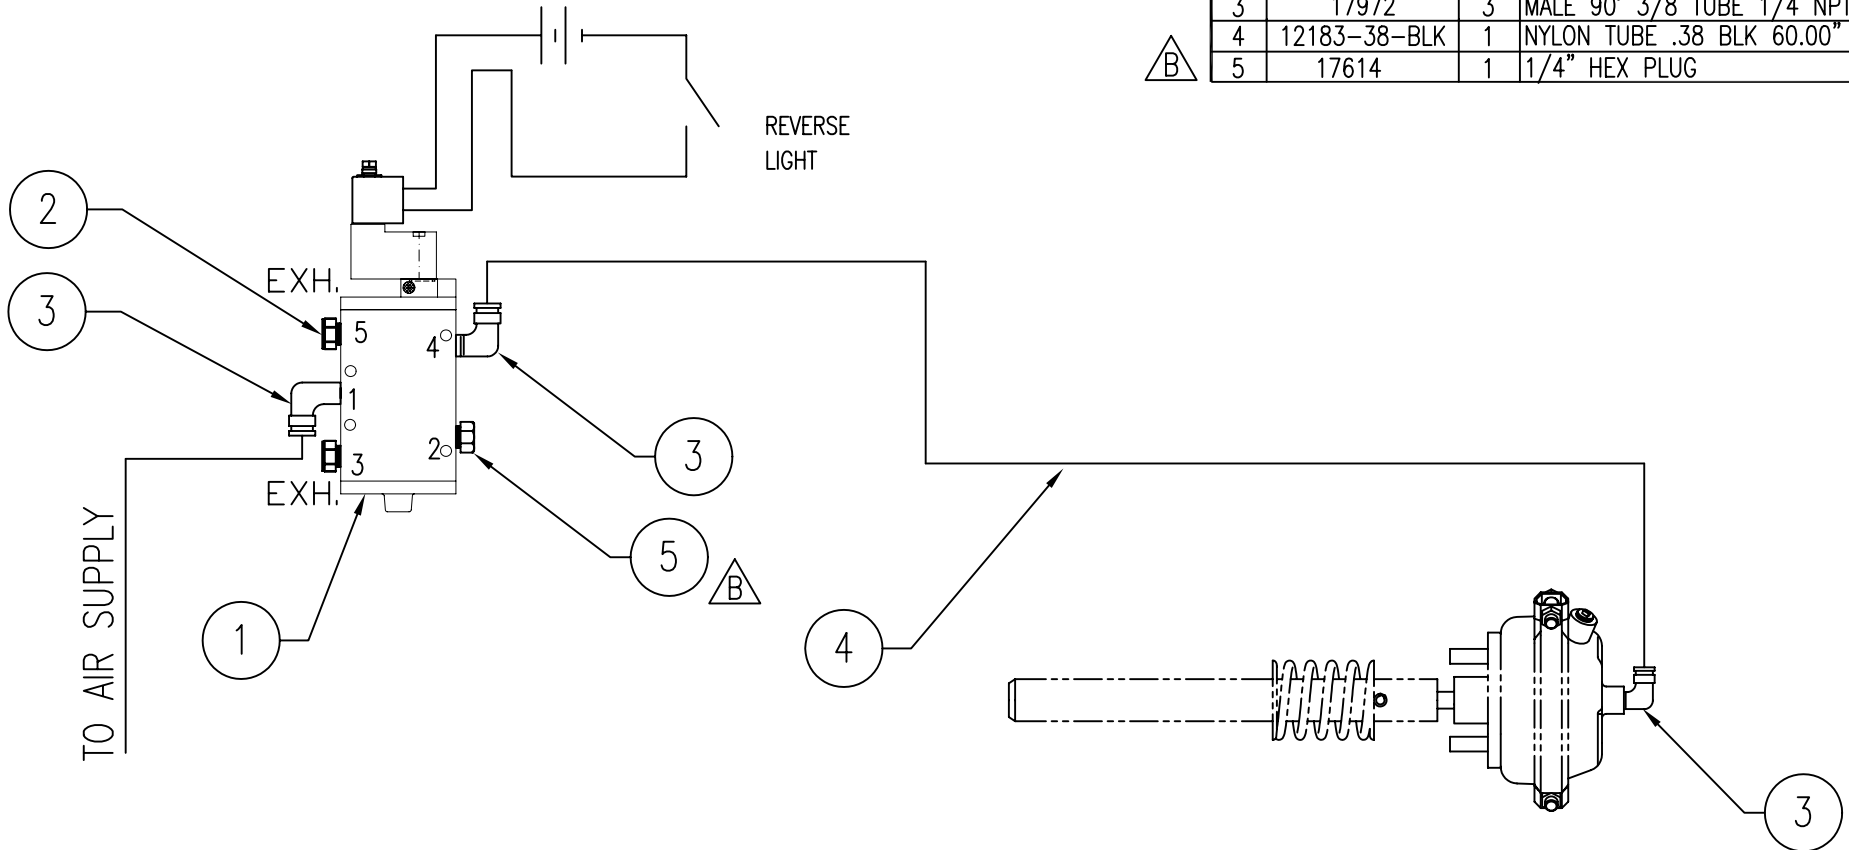 3 17972 3 MALE 90° 3/8 TUBE 1/4 NPT
4 12183-38-BLK 1 NYLON TUBE .38 BLK 60.00"
B 5 17614 1 1/4" HEX PLUG
REVERSE
LIGHT
2
EXH.
3
5
4
1
3
2
3
EXH.
5
B
TO AIR SUPPLY
1
4
3